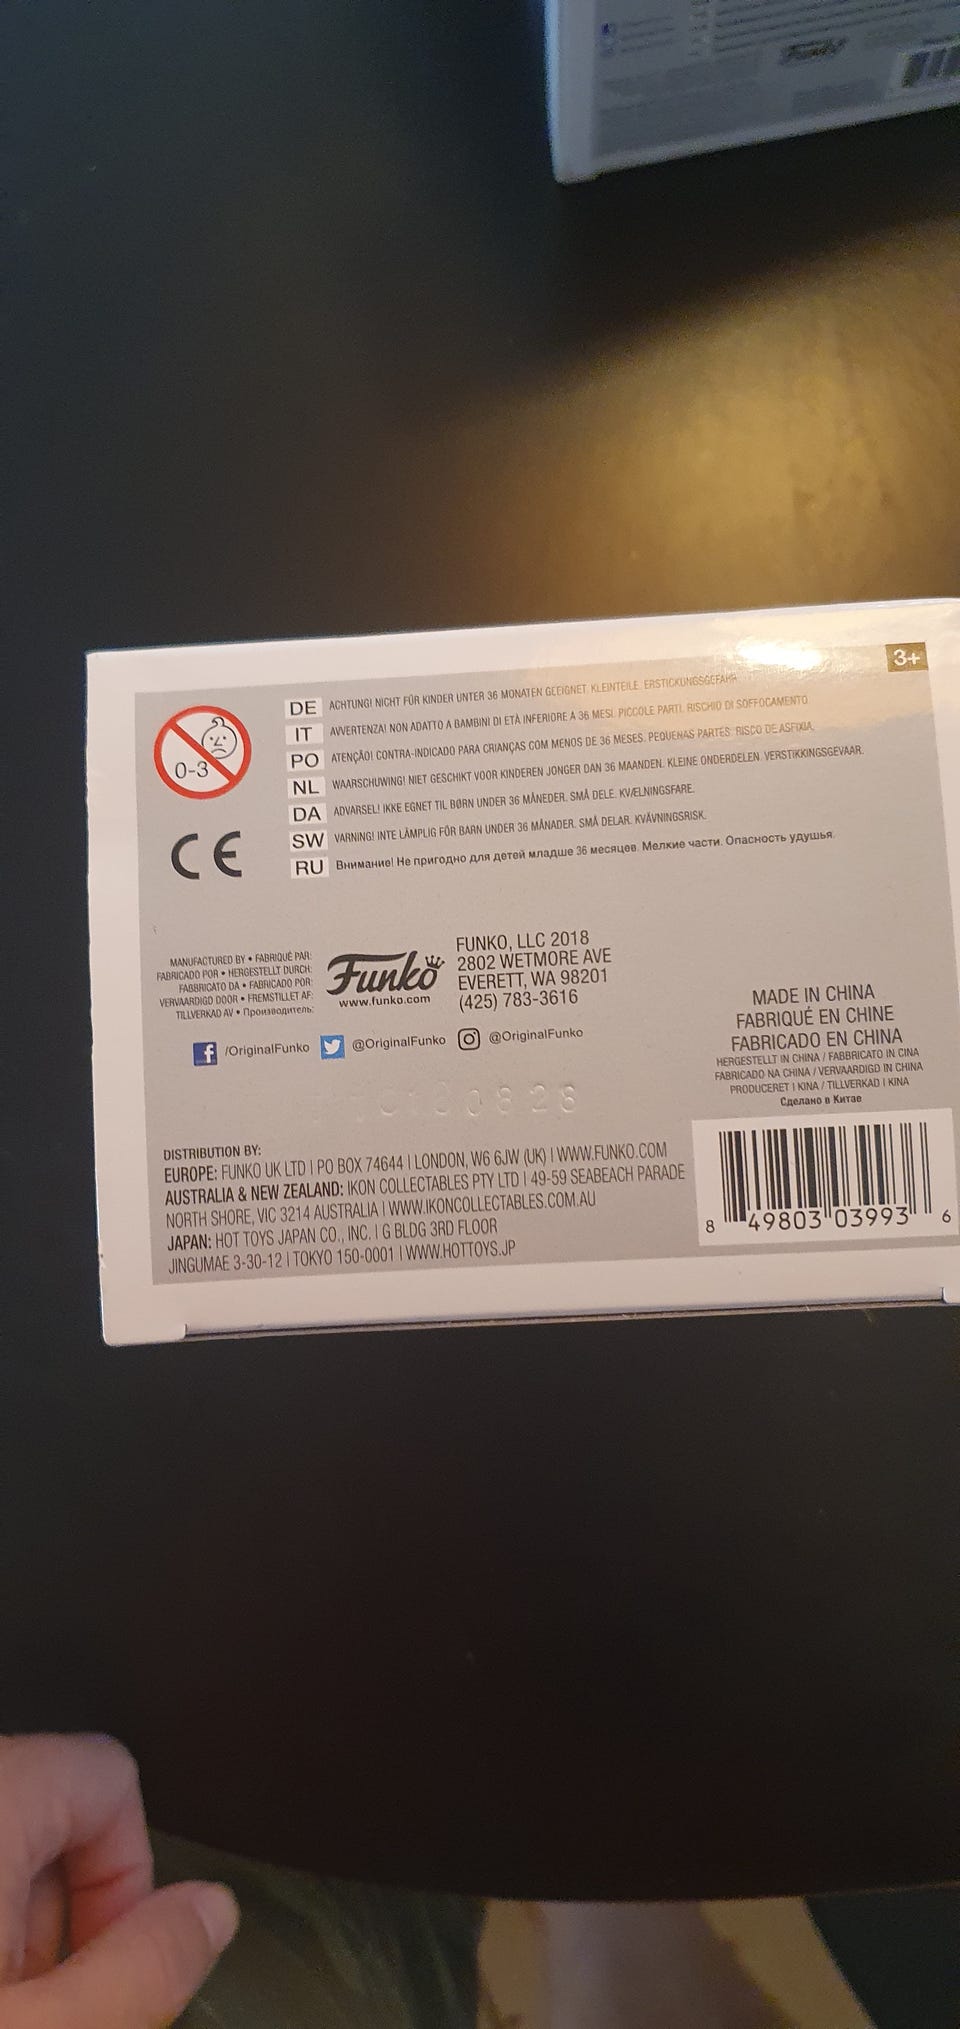 3+
0-3
DE ACHTUNG! NICHT FÜR KINDER UNTER 36 MONATEN GEEIGNET. KLEINTEILE. ERSTICKUNGSGEFAHR.
IT AVVERTENZA! NON ADATTO A BAMBINI DI ETÀ INFERIORE A 36 MESI. PICCOLE PARTI. RISCHIO DI SOFFOCAMENTO.
PO ATENÇÃO! CONTRA-INDICADO PARA CRIANÇAS COM MENOS DE 36 MESES. PEQUENAS PARTES. RISCO DE ASFIXIA.
NL WAARSCHUWING! NIET GESCHIKT VOOR KINDEREN JONGER DAN 36 MAANDEN. KLEINE ONDERDELEN. VERSTIKKINGSGEVAAR.
DA ADVARSEL! IKKE EGNET TIL BØRN UNDER 36 MÅNEDER. SMÅ DELE. KVÆLNINGSFARE.
SW VARNING! INTE LÄMPLIG FÖR BARN UNDER 36 MÅNADER. SMÅ DELAR. KVÄVNINGSRISK.
RU Внимание! Не пригодно для детей младше 36 месяцев. Мелкие части. Опасность удушья.
CE
MANUFACTURED BY • FABRIQUÉ PAR:
FABRICADO POR • HERGESTELLT DURCH:
FABBRICATO DA • FABRICADO POR:
VERVAARDIGD DOOR • FREMSTILLET AF:
TILLVERKAD AV • Производитель:
Funko
www.funko.com
FUNKO, LLC 2018
2802 WETMORE AVE
EVERETT, WA 98201
(425) 783-3616
/OriginalFunko @OriginalFunko @OriginalFunko
MADE IN CHINA
FABRIQUÉ EN CHINE
FABRICADO EN CHINA
HERGESTELLT IN CHINA / FABBRICATO IN CINA
FABRICADO NA CHINA / VERVAARDIGD IN CHINA
PRODUCERET I KINA / TILLVERKAD I KINA
Сделано в Китае
DISTRIBUTION BY:
EUROPE: FUNKO UK LTD | PO BOX 74644 | LONDON, W6 6JW (UK) | WWW.FUNKO.COM
AUSTRALIA & NEW ZEALAND: IKON COLLECTABLES PTY LTD | 49-59 SEABEACH PARADE
NORTH SHORE, VIC 3214 AUSTRALIA | WWW.IKONCOLLECTABLES.COM.AU
JAPAN: HOT TOYS JAPAN CO., INC. | G BLDG 3RD FLOOR
JINGUMAE 3-30-12 | TOKYO 150-0001 | WWW.HOTTOYS.JP
8 49803 03993 6
Funko